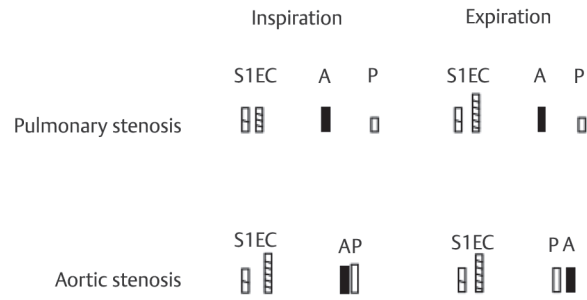 Inspiration Expiration
S1EC A P S1EC A P
Pulmonary stenosis
S1EC AP S1EC P A
Aortic stenosis